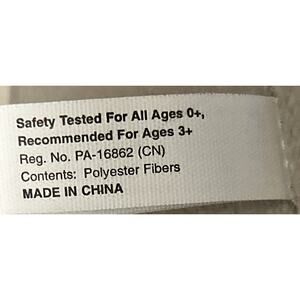 Safety Tested For All Ages 0+,
Recommended For Ages 3+
Reg. No. PA-16862 (CN)
Contents: Polyester Fibers
MADE IN CHINA